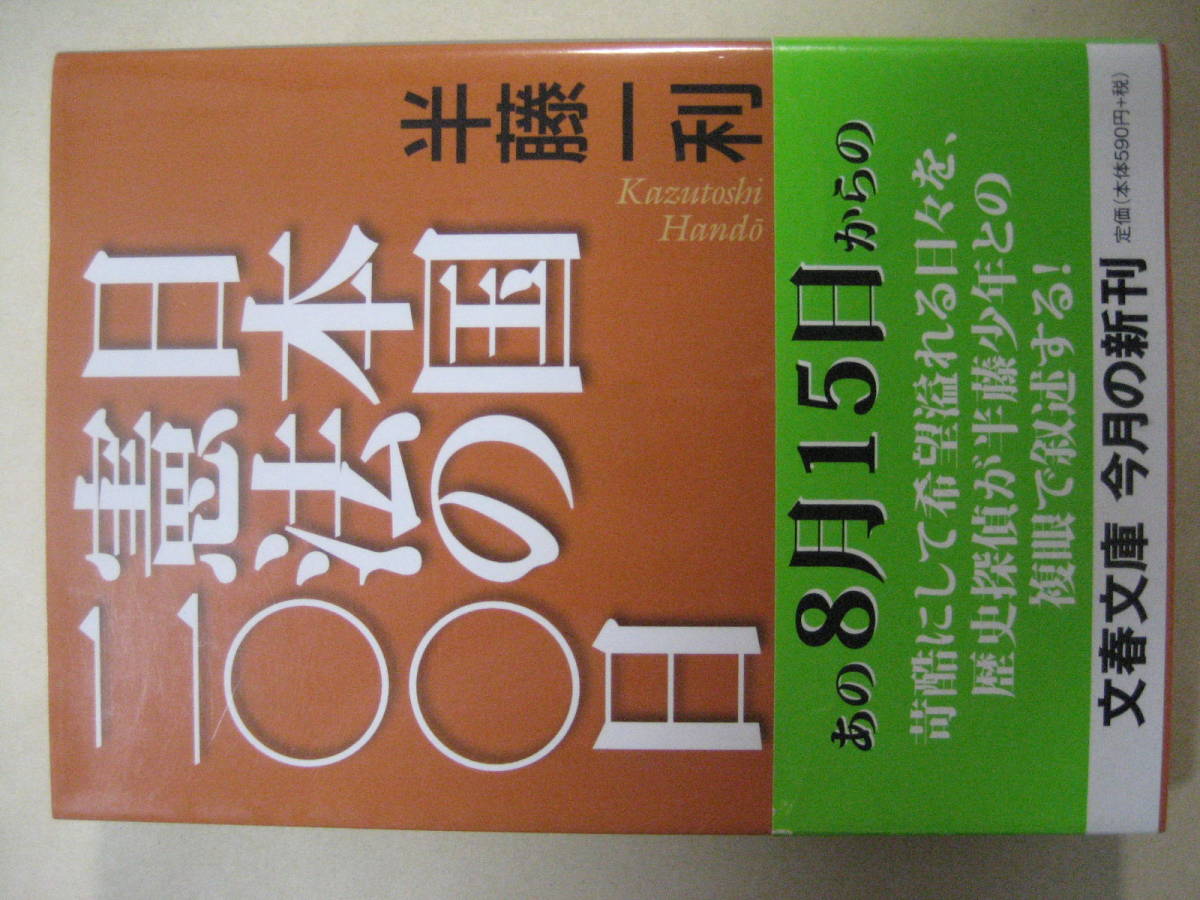 半藤一利
Kazutoshi
Handō
日本国
憲法の
二〇〇日
あの8月15日からの
苛酷にして希望溢れる日々を、
歴史探偵が半藤少年との
複眼で叙述する!
文春文庫 今月の新刊
定価(本体590円+税)